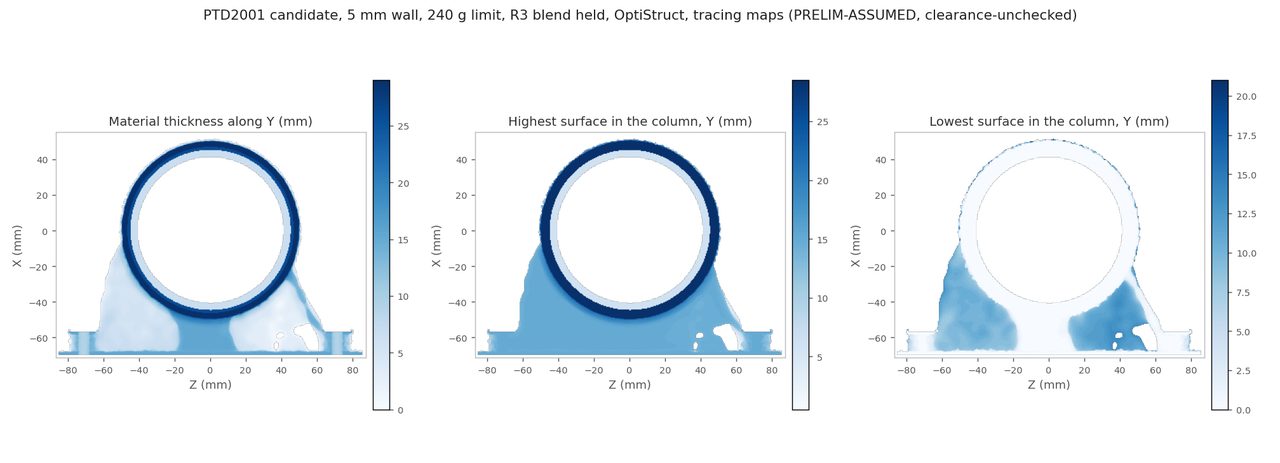 PTD2001 candidate, 5 mm wall, 240 g limit, R3 blend held, OptiStruct, tracing maps (PRELIM-ASSUMED, clearance-unchecked)
Material thickness along Y (mm)
40
20
0
−20
−40
−60
X (mm)
−80 −60 −40 −20 0 20 40 60 80
Z (mm)
25
20
15
10
5
0
Highest surface in the column, Y (mm)
40
20
0
−20
−40
−60
X (mm)
−80 −60 −40 −20 0 20 40 60 80
Z (mm)
25
20
15
10
5
Lowest surface in the column, Y (mm)
40
20
0
−20
−40
−60
X (mm)
−80 −60 −40 −20 0 20 40 60 80
Z (mm)
20.0
17.5
15.0
12.5
10.0
7.5
5.0
2.5
0.0